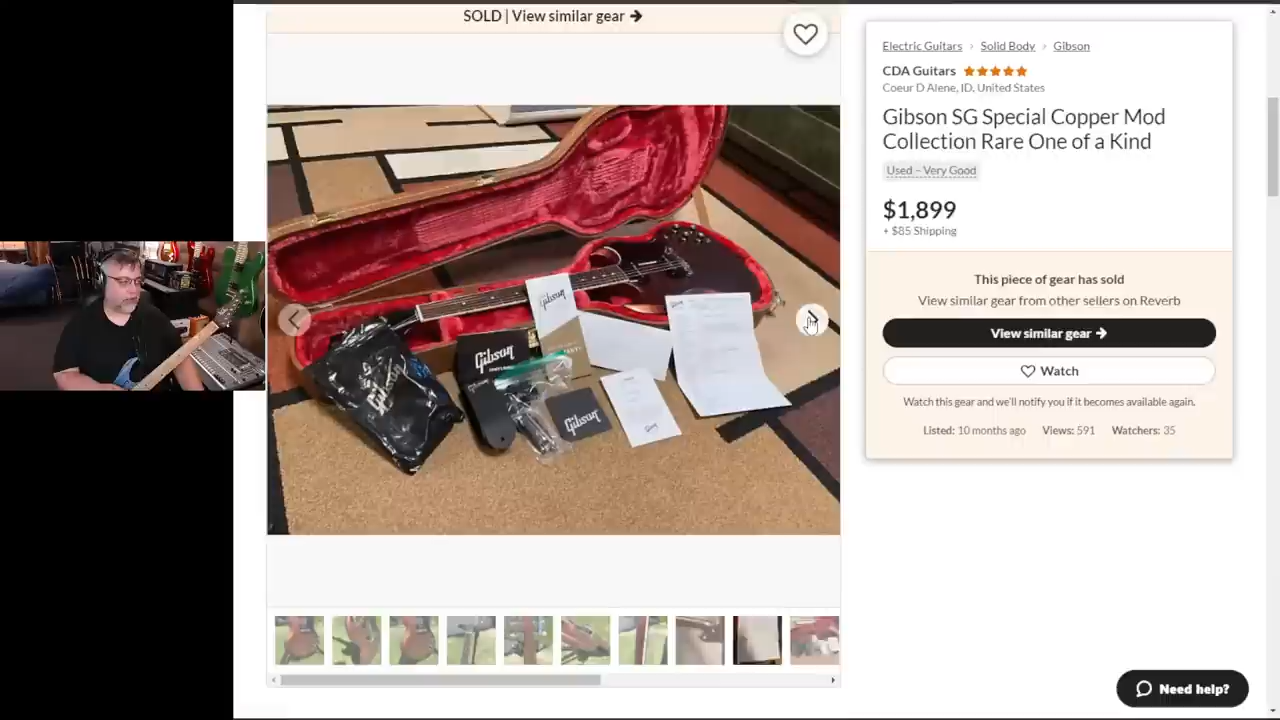 SOLD | View similar gear →
Electric Guitars › Solid Body › Gibson
CDA Guitars
Coeur D Alene, ID, United States
Gibson SG Special Copper Mod
Collection Rare One of a Kind
Used – Very Good
$1,899
+ $85 Shipping
This piece of gear has sold
View similar gear from other sellers on Reverb
View similar gear →
Watch
Watch this gear and we'll notify you if it becomes available again.
Listed: 10 months ago Views: 591 Watchers: 35
Gibson
Gibson
Gibson
Gibson
Need help?